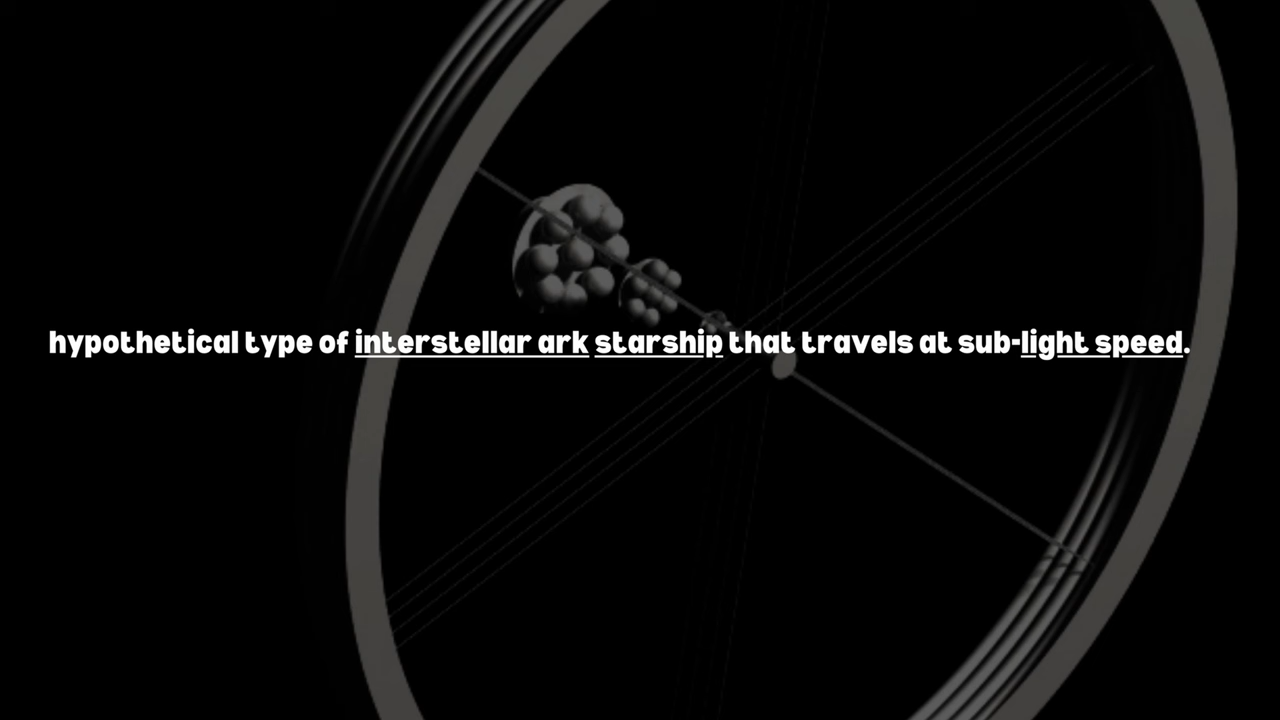 hypothetical type of interstellar ark starship that travels at sub-light speed.